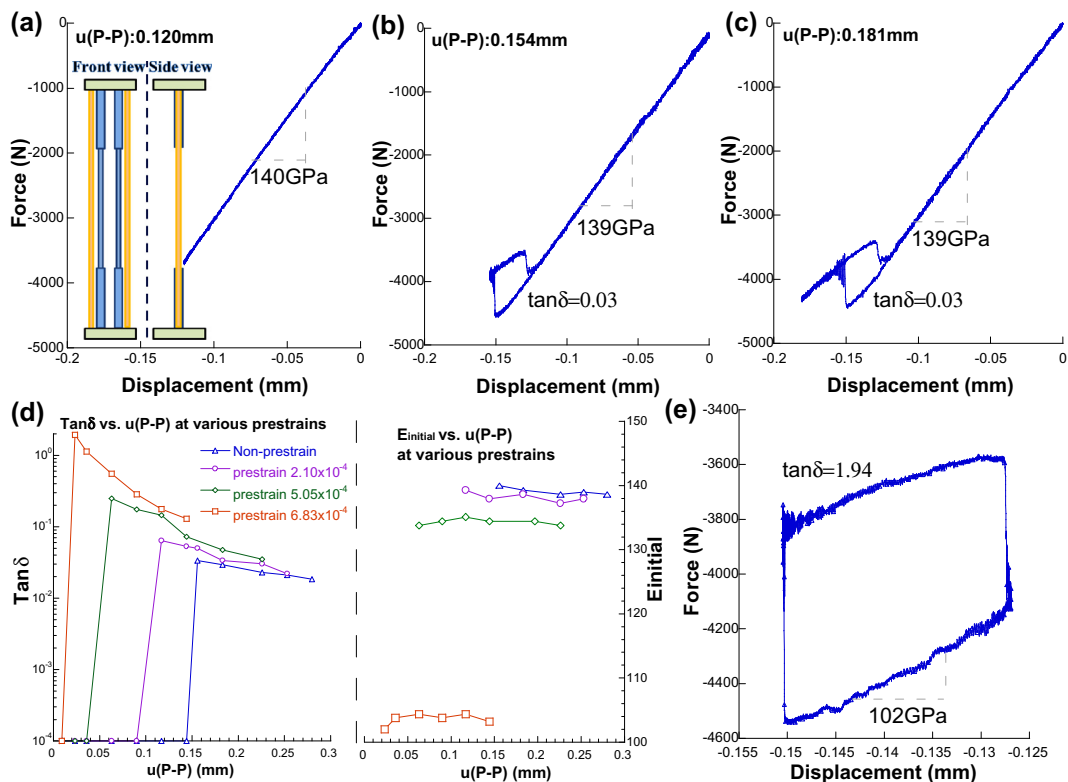 (a)
u(P-P):0.120mm
Front view
Side view
140GPa
Force (N)
0
-1000
-2000
-3000
-4000
-5000
-0.2
-0.15
-0.1
-0.05
0
Displacement (mm)
(b)
u(P-P):0.154mm
139GPa
tanδ=0.03
Force (N)
0
-1000
-2000
-3000
-4000
-5000
-0.2
-0.15
-0.1
-0.05
0
Displacement (mm)
(c)
u(P-P):0.181mm
139GPa
tanδ=0.03
Force (N)
0
-1000
-2000
-3000
-4000
-5000
-0.2
-0.15
-0.1
-0.05
0
Displacement (mm)
(d)
Tanδ vs. u(P-P) at various prestrains
Non-prestrain
prestrain 2.10x10-4
prestrain 5.05x10-4
prestrain 6.83x10-4
Tanδ
10^0
10^-1
10^-2
10^-3
10^-4
0
0.05
0.1
0.15
0.2
0.25
0.3
u(P-P) (mm)
Einitial vs. u(P-P)
at various prestrains
150
140
130
120
110
100
Einitial
0
0.05
0.1
0.15
0.2
0.25
0.3
u(P-P) (mm)
(e)
tanδ=1.94
102GPa
Force (N)
-3400
-3600
-3800
-4000
-4200
-4400
-4600
-0.155
-0.15
-0.145
-0.14
-0.135
-0.13
-0.125
Displacement (mm)